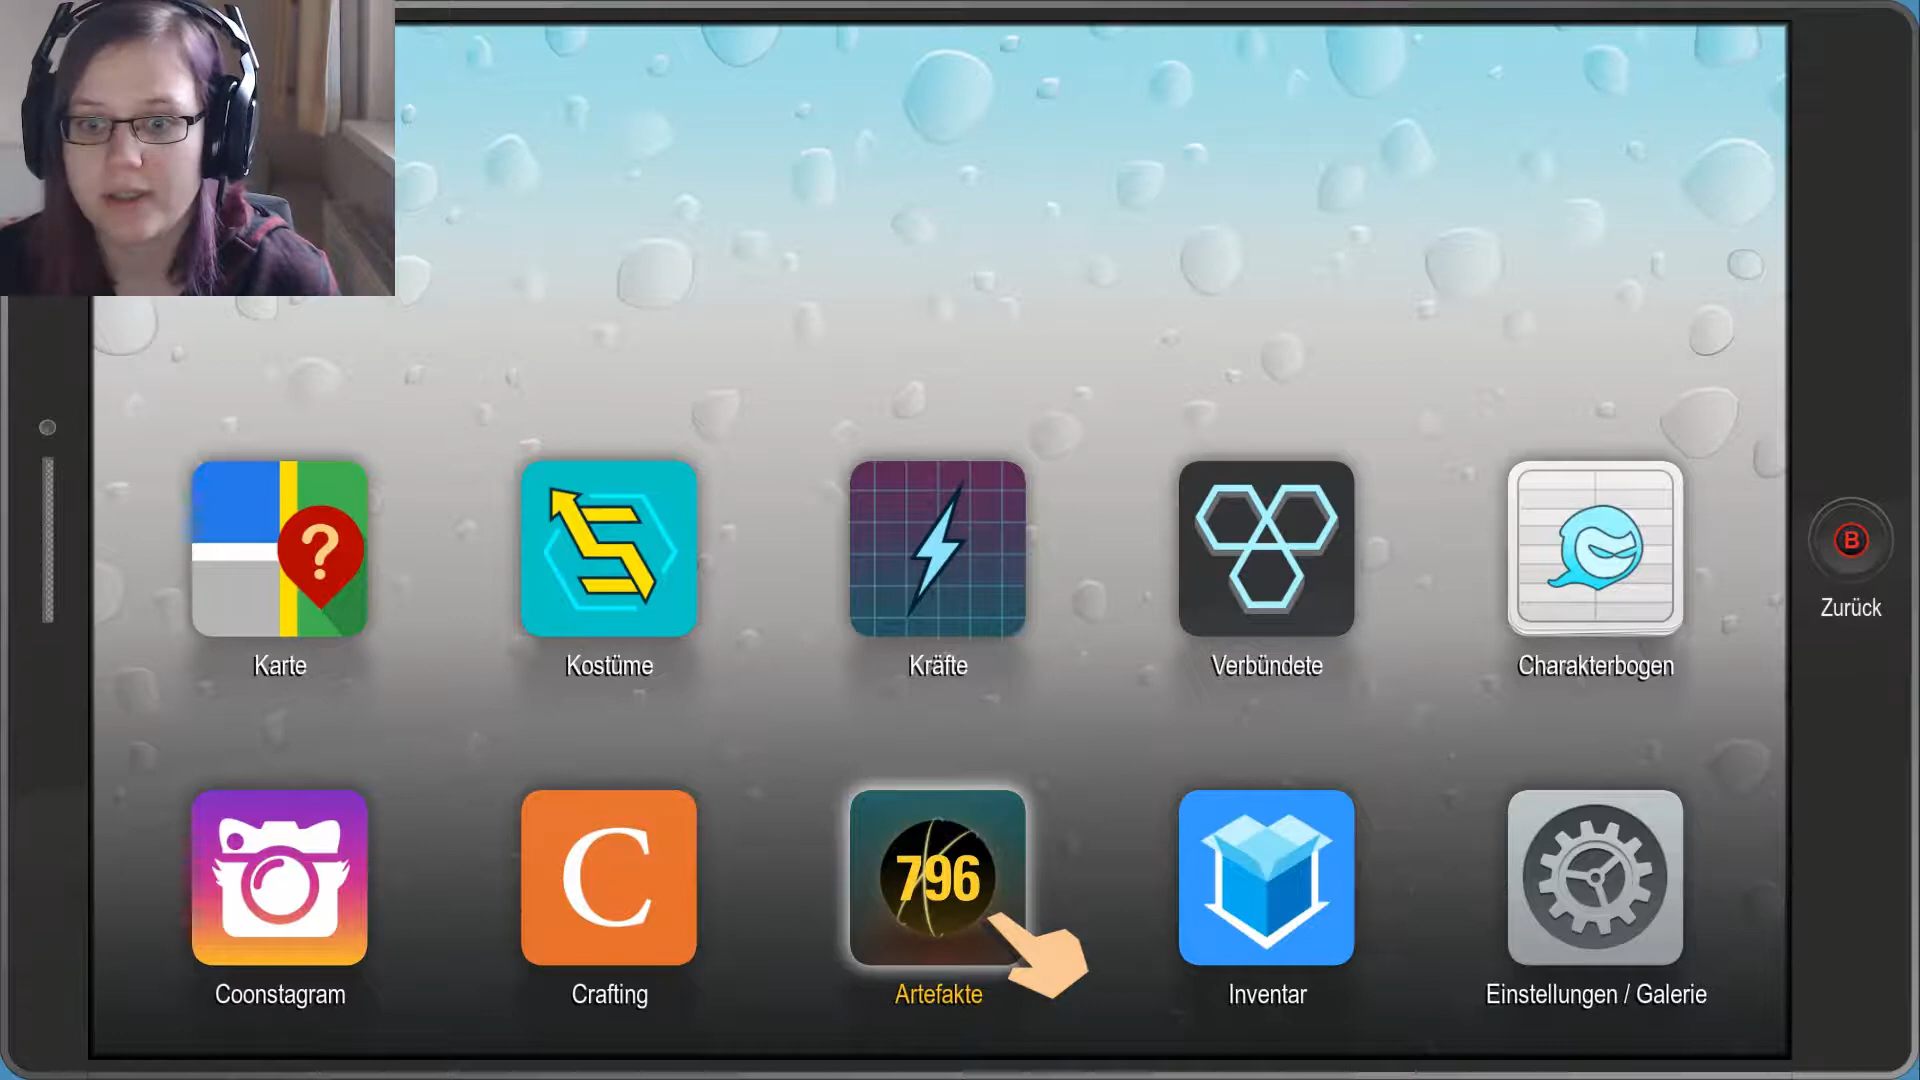 ?
B
Zurück
Karte
Kostüme
Kräfte
Verbündete
Charakterbogen
C
796
Coonstagram
Crafting
Artefakte
Inventar
Einstellungen / Galerie